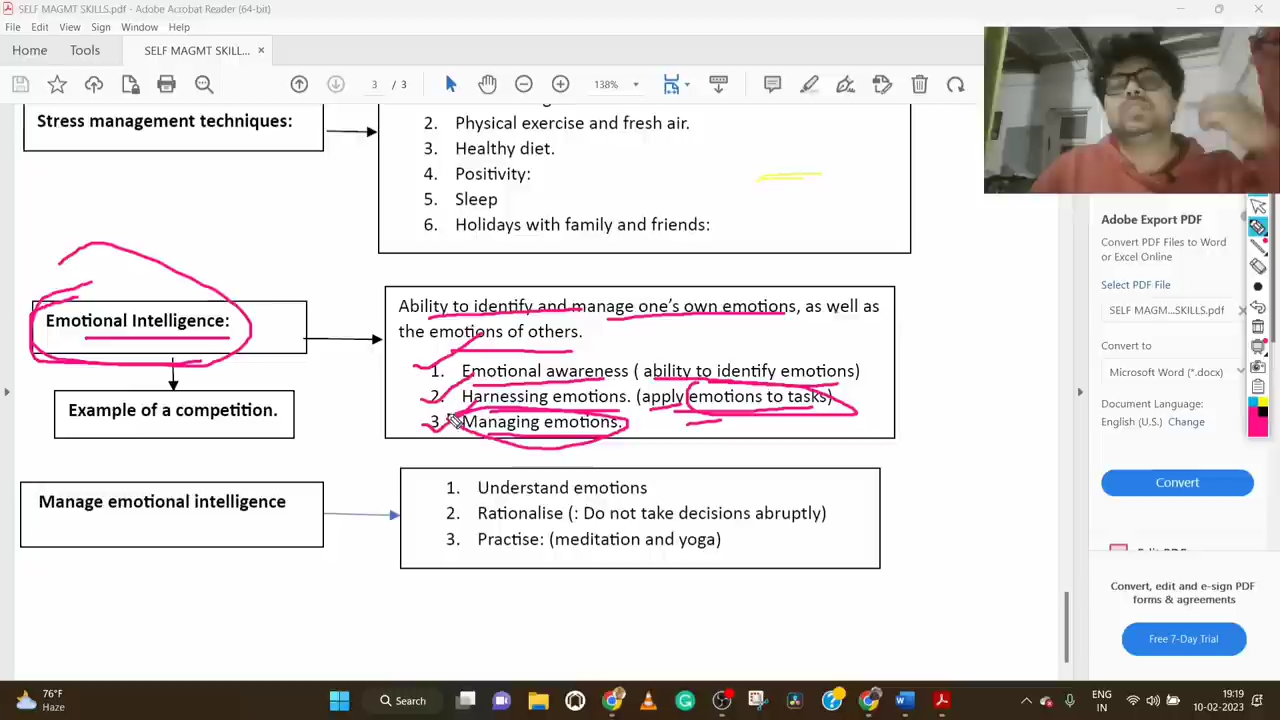 SELF MAGMT SKILLS.pdf - Adobe Acrobat Reader (64-bit)
File Edit View Sign Window Help
Home Tools SELF MAGMT SKILL... ×
3 / 3 138%
Stress management techniques:
2. Physical exercise and fresh air.
3. Healthy diet.
4. Positivity:
5. Sleep
6. Holidays with family and friends:
Emotional Intelligence:
Ability to identify and manage one's own emotions, as well as
the emotions of others.
1. Emotional awareness ( ability to identify emotions)
2. Harnessing emotions. (apply emotions to tasks)
3. Managing emotions.
Example of a competition.
Manage emotional intelligence
1. Understand emotions
2. Rationalise (: Do not take decisions abruptly)
3. Practise: (meditation and yoga)
Adobe Export PDF
Convert PDF Files to Word
or Excel Online
Select PDF File
SELF MAGM...SKILLS.pdf ×
Convert to
Microsoft Word (*.docx)
Document Language:
English (U.S.) Change
Convert
Convert, edit and e-sign PDF
forms & agreements
Free 7-Day Trial
76°F
Haze
Search
ENG
IN
19:19
10-02-2023